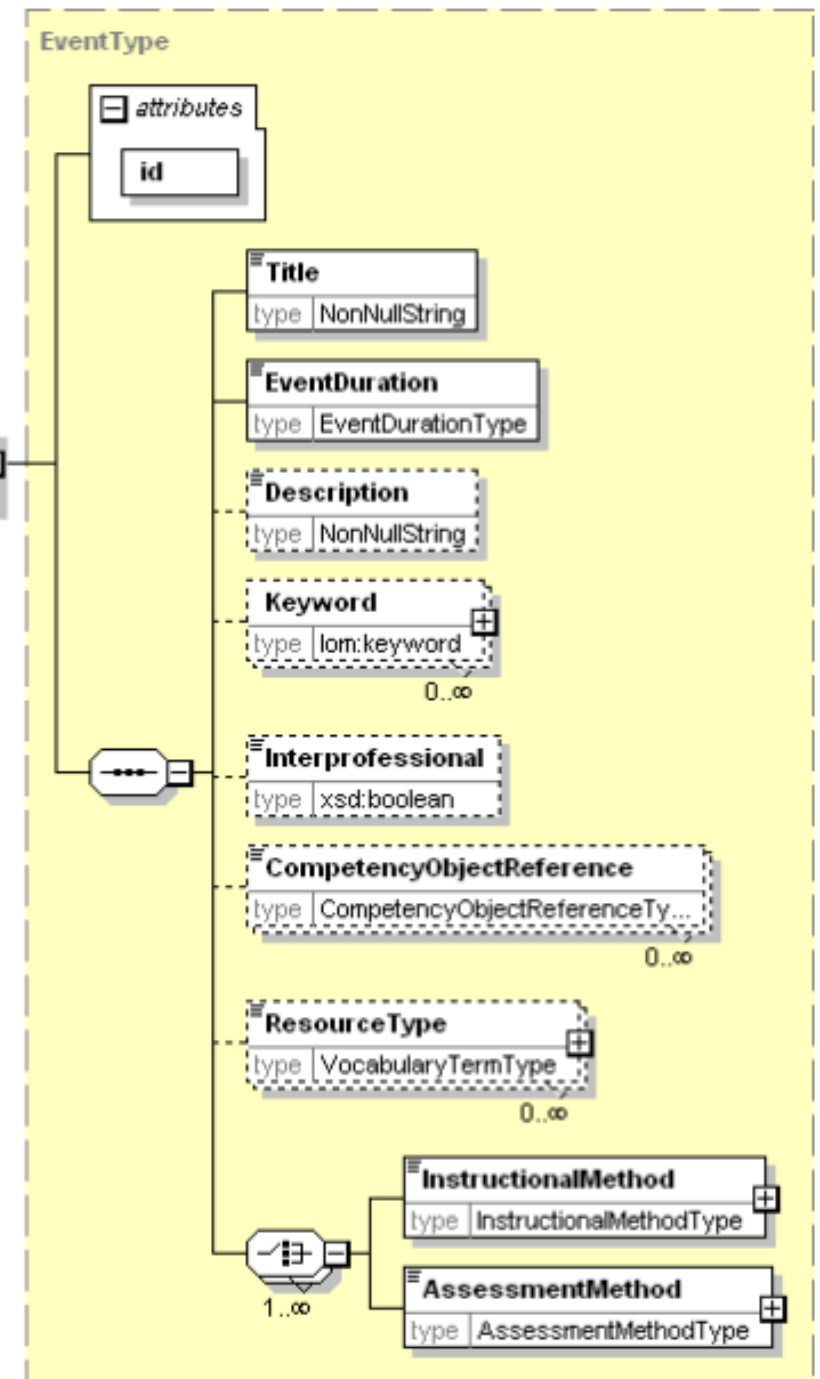 EventType
attributes
id
Title
type NonNullString
EventDuration
type EventDurationType
Description
type NonNullString
Keyword
type lom:keyword
0..∞
Interprofessional
type xsd:boolean
CompetencyObjectReference
type CompetencyObjectReferenceTy...
0..∞
ResourceType
type VocabularyTermType
0..∞
InstructionalMethod
type InstructionalMethodType
1..∞
AssessmentMethod
type AssessmentMethodType